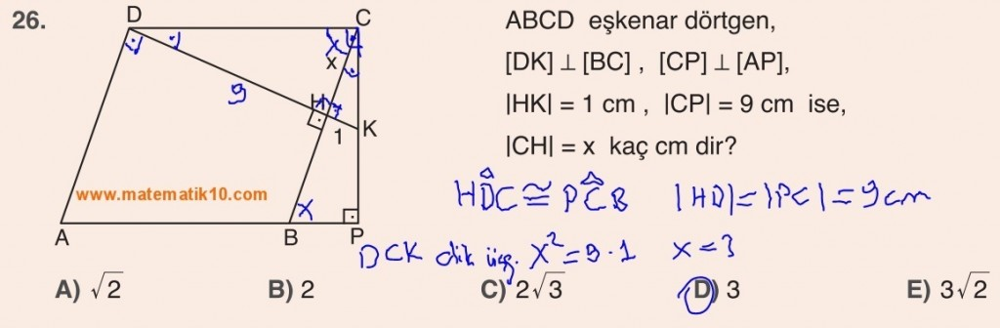 26.
ABCD eşkenar dörtgen,
[DK] ⊥ [BC] , [CP] ⊥ [AP],
|HK| = 1 cm , |CP| = 9 cm ise,
|CH| = x kaç cm dir?
D
C
x
x
9
H
1
K
www.matematik10.com
x
A
B
P
HDC ≅ PCB |HD|=|PC|=9cm
DCK dik üçg. x²=9·1 x=3
A) √2
B) 2
C) 2√3
D) 3
E) 3√2